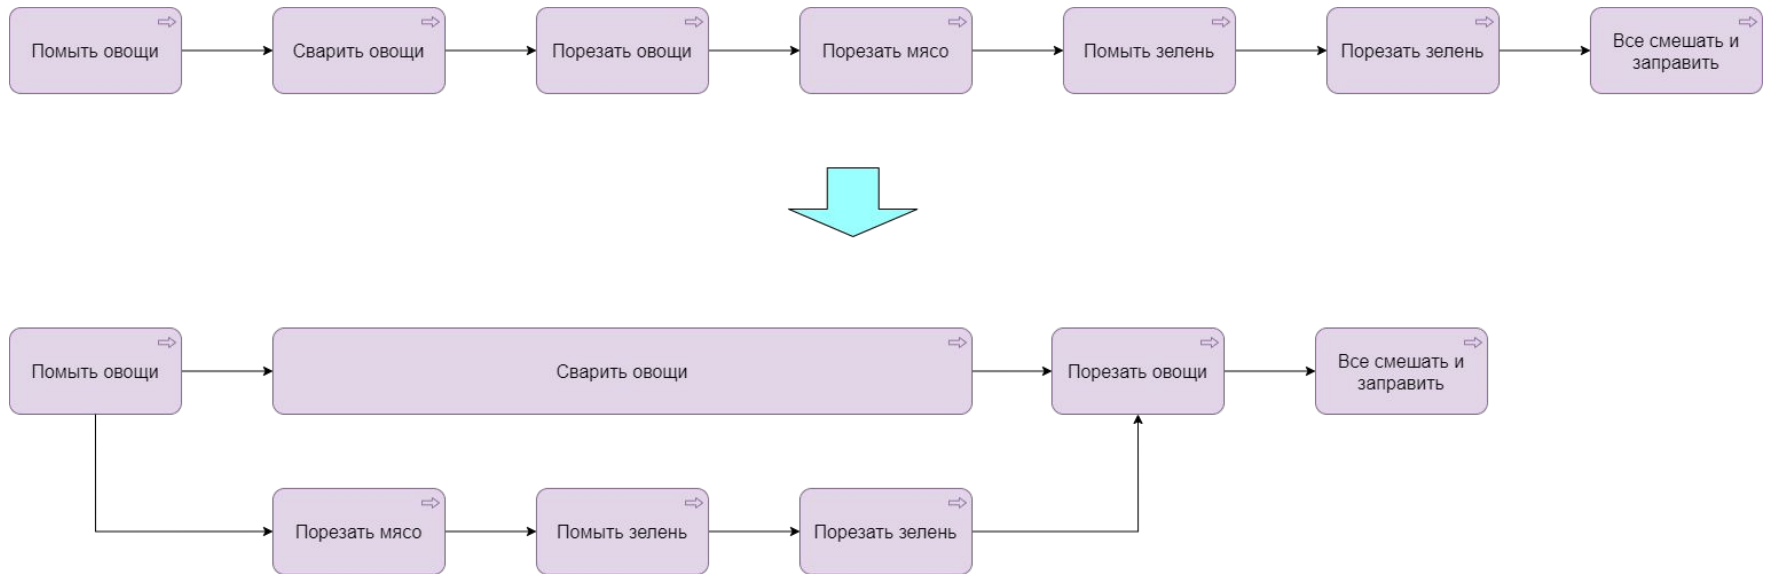 Помыть овощи
Сварить овощи
Порезать овощи
Порезать мясо
Помыть зелень
Порезать зелень
Все смешать и
заправить
Помыть овощи
Сварить овощи
Порезать овощи
Все смешать и
заправить
Порезать мясо
Помыть зелень
Порезать зелень